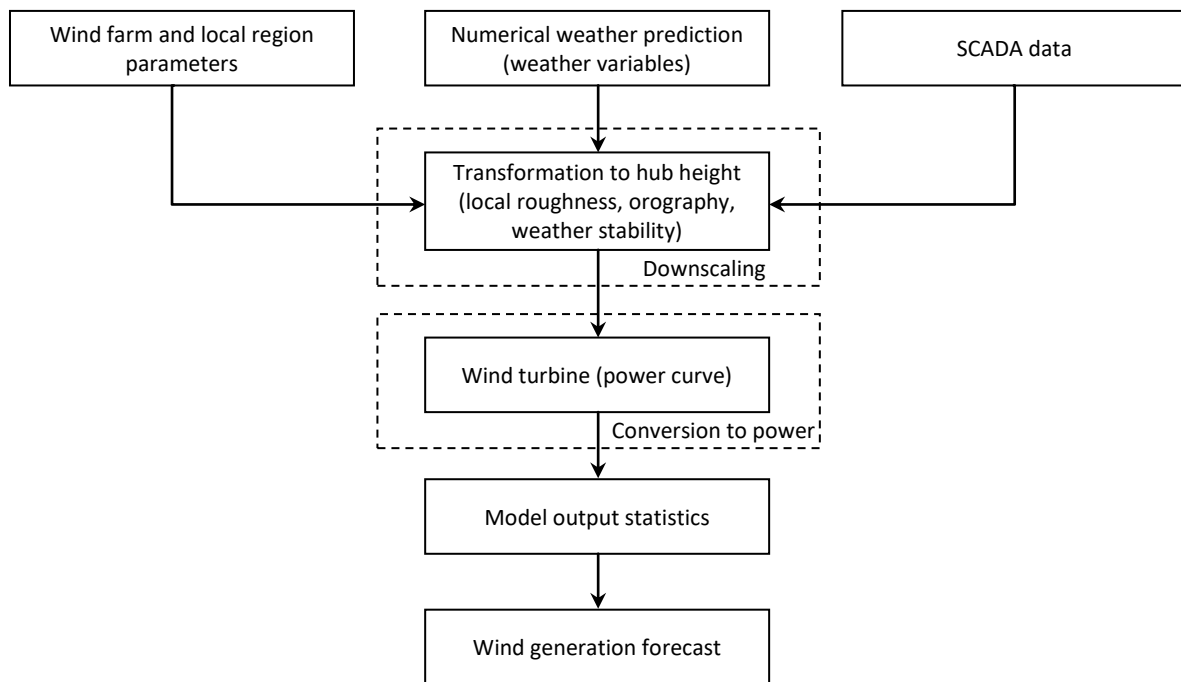 Wind farm and local region
parameters
Numerical weather prediction
(weather variables)
SCADA data
Transformation to hub height
(local roughness, orography,
weather stability)
Downscaling
Wind turbine (power curve)
Conversion to power
Model output statistics
Wind generation forecast